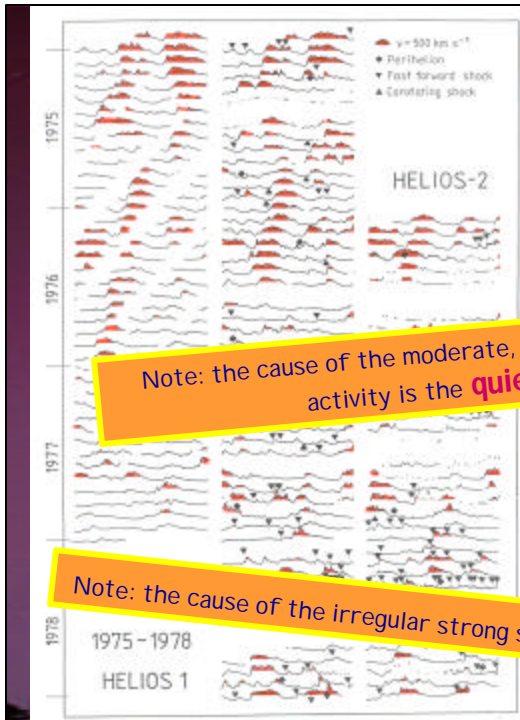 v=500 km s⁻¹
Perihelion
Fast forward shock
Corotating shock
HELIOS-2
1975
1976
Note: the cause of the moderate,
activity is the quie
1977
Note: the cause of the irregular strong s
1978
1975-1978
HELIOS 1